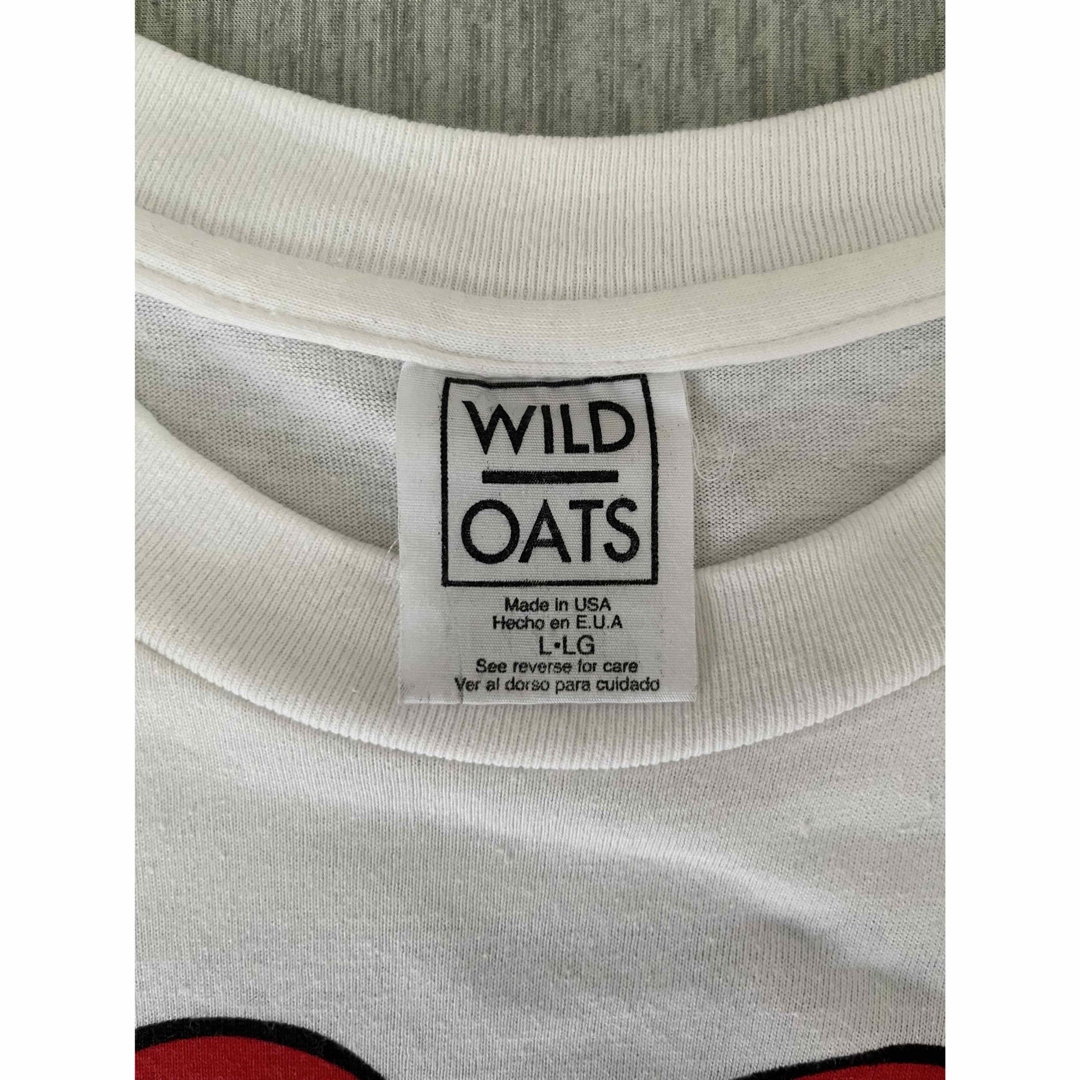 WILD
OATS
Made in USA
Hecho en E.U.A
L•LG
See reverse for care
Ver al dorso para cuidado